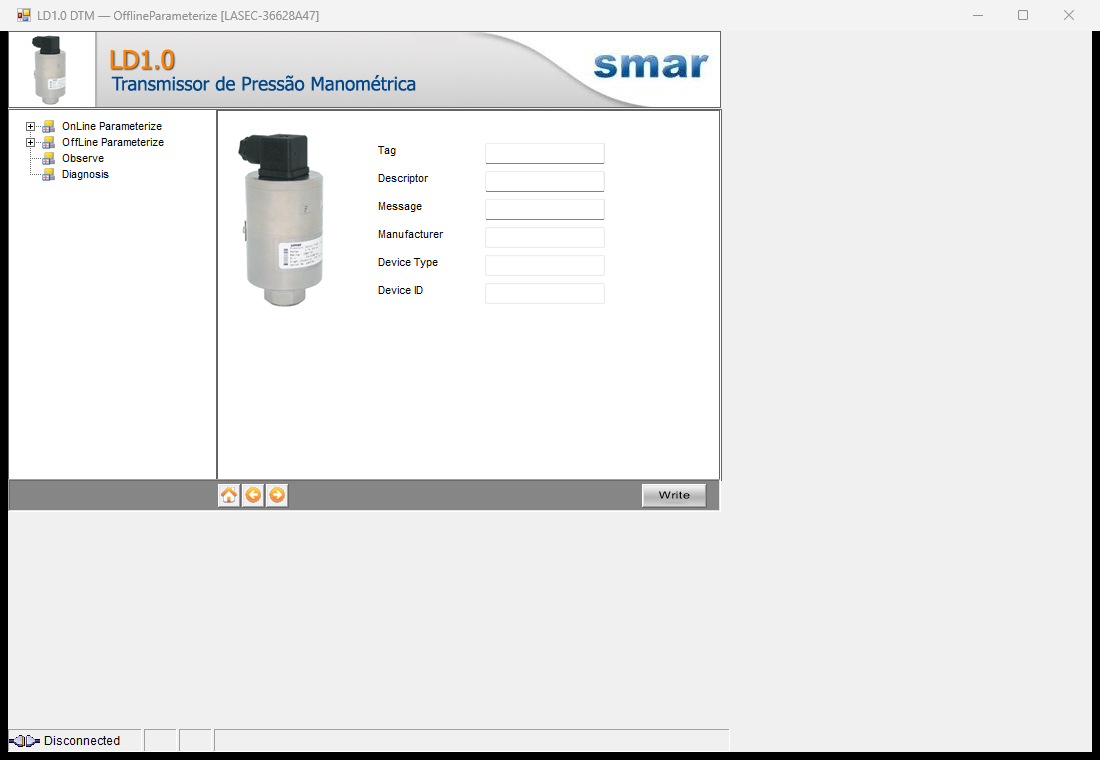 LD1.0 DTM — OfflineParameterize [LASEC-36628A47]
LD1.0
Transmissor de Pressão Manométrica
smar
OnLine Parameterize
OffLine Parameterize
Observe
Diagnosis
Tag
Descriptor
Message
Manufacturer
Device Type
Device ID
smar
Write
Disconnected